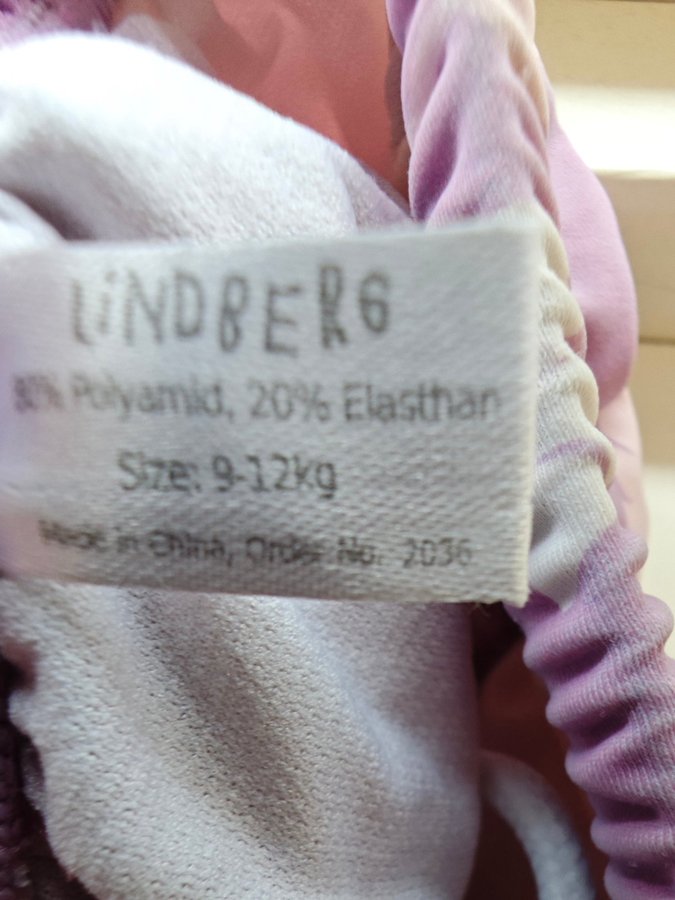 LiNDBERG
80% Polyamid, 20% Elasthan
Size: 9-12kg
Made in China, Order No. 2036